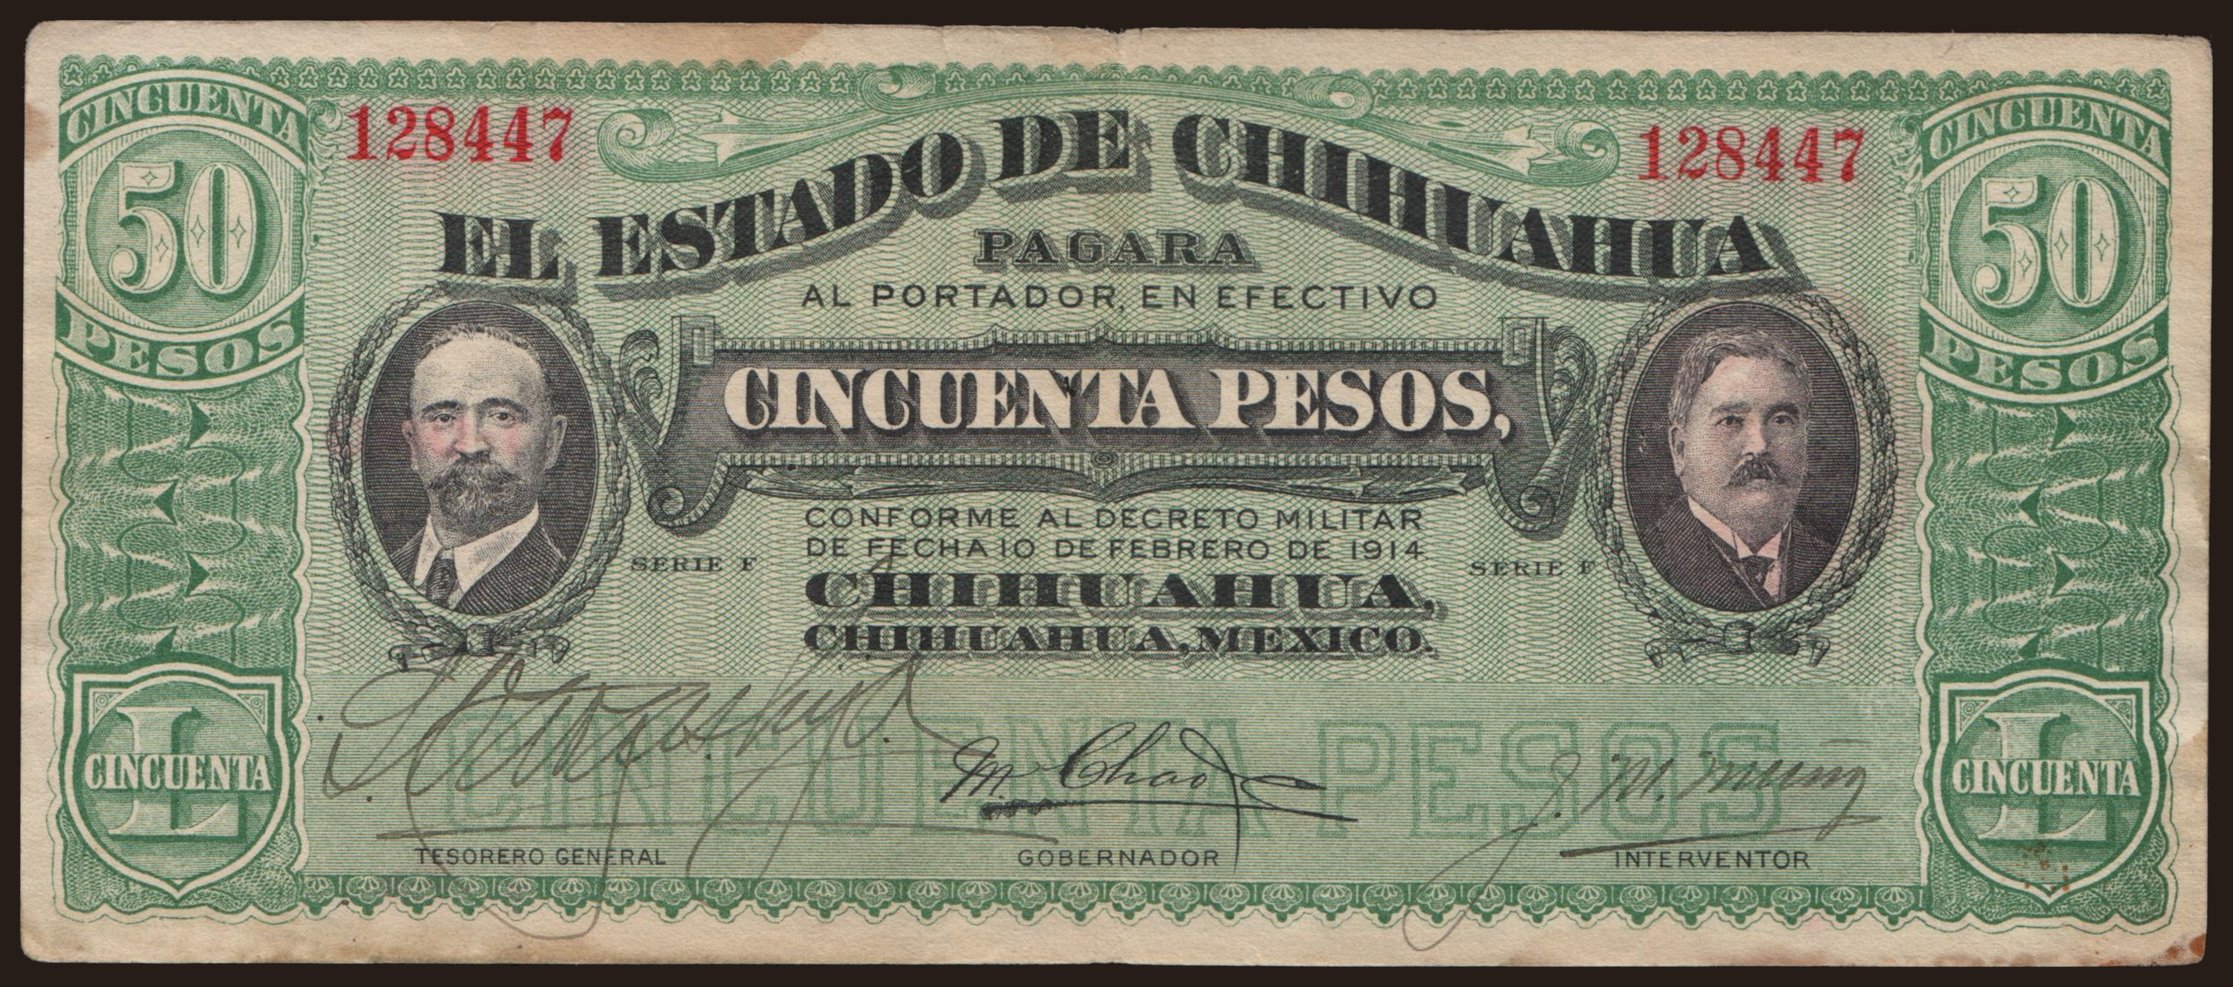 CINCUENTA
50
PESOS
128447
128447
CINCUENTA
50
PESOS
EL ESTADO DE CHIHUAHUA
PAGARA
AL PORTADOR, EN EFECTIVO
CINCUENTA PESOS,
CONFORME AL DECRETO MILITAR
DE FECHA 10 DE FEBRERO DE 1914
SERIE F
SERIE F
CHIHUAHUA,
CHIHUAHUA, MEXICO.
L
CINCUENTA
CINCUENTA PESOS
M. Chao
TESORERO GENERAL
GOBERNADOR
INTERVENTOR
L
CINCUENTA